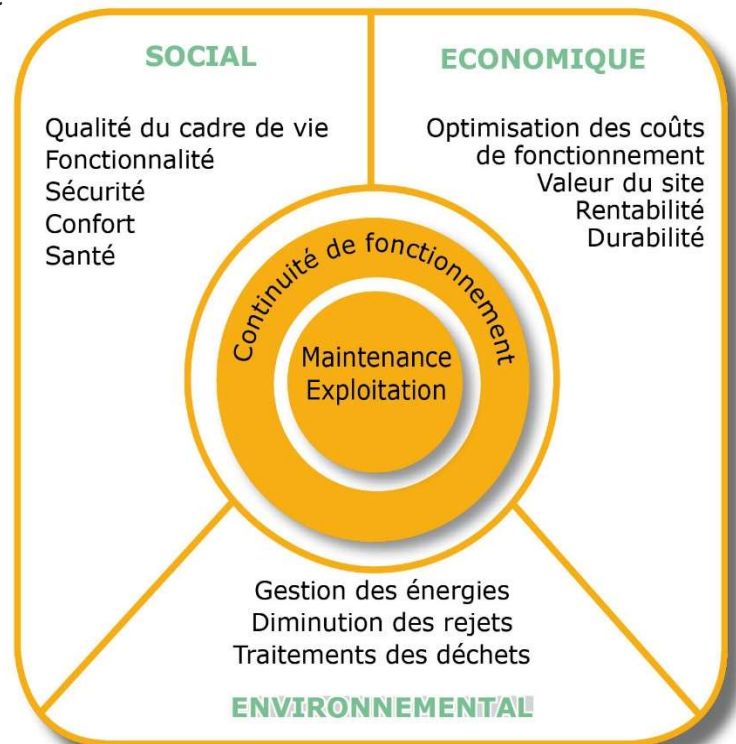 SOCIAL
Qualité du cadre de vie
Fonctionnalité
Sécurité
Confort
Santé
ECONOMIQUE
Optimisation des coûts
de fonctionnement
Valeur du site
Rentabilité
Durabilité
Continuité de fonctionnement
Maintenance
Exploitation
Gestion des énergies
Diminution des rejets
Traitements des déchets
ENVIRONNEMENTAL